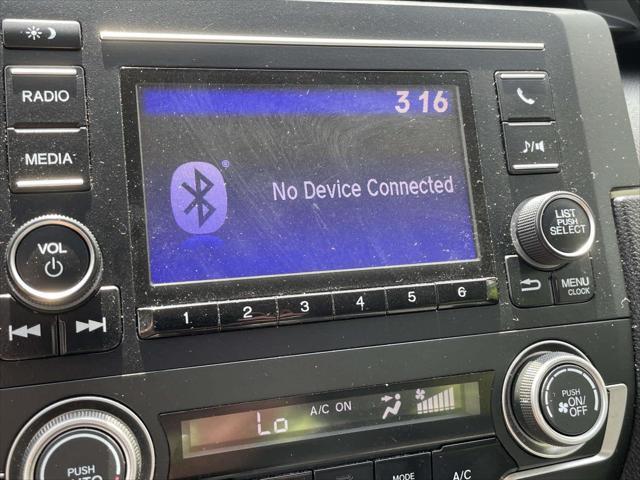 3 16
RADIO
MEDIA
No Device Connected
VOL
LIST
PUSH
SELECT
MENU
CLOCK
1 2 3 4 5 6
Lo
A/C ON
PUSH
ON/
OFF
PUSH
AUTO
MODE
A/C